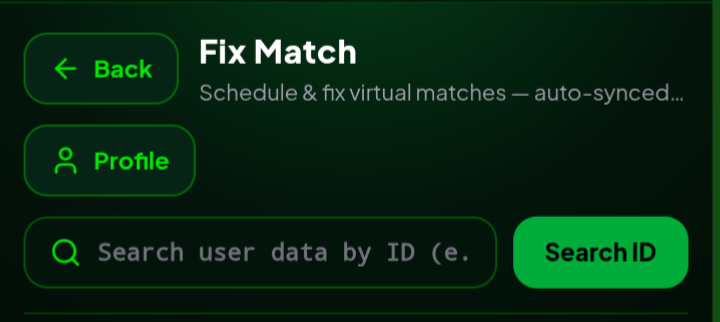 Back
Fix Match
Schedule & fix virtual matches — auto-synced...
Profile
Search user data by ID (e.
Search ID